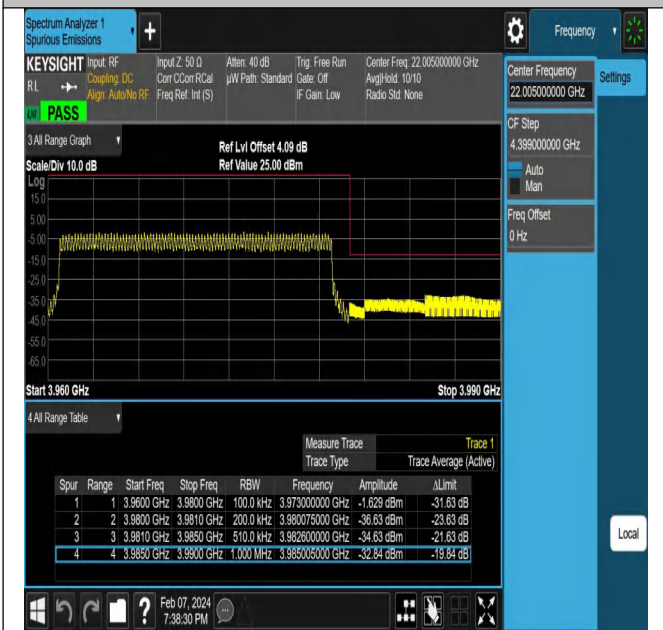 Spectrum Analyzer 1
Spurious Emissions
+
Frequency
KEYSIGHT
RL
Input: RF
Coupling: DC
Align: Auto/No RF
Input Z: 50 Ω
Corr CCorr RCal
Freq Ref: Int (S)
Atten: 40 dB
µW Path: Standard
Trig: Free Run
Gate: Off
IF Gain: Low
Center Freq: 22.005000000 GHz
Avg|Hold: 10/10
Radio Std: None
PASS
Center Frequency
22.005000000 GHz
Settings
CF Step
4.399000000 GHz
Auto
Man
Freq Offset
0 Hz
3 All Range Graph
Ref Lvl Offset 4.09 dB
Scale/Div 10.0 dB
Ref Value 25.00 dBm
Log
15.0
5.00
-5.00
-15.0
-25.0
-35.0
-45.0
-55.0
-65.0
Start 3.960 GHz
Stop 3.990 GHz
4 All Range Table
Measure Trace Trace 1
Trace Type Trace Average (Active)
Spur Range Start Freq Stop Freq RBW Frequency Amplitude ΔLimit
1 1 3.9600 GHz 3.9800 GHz 100.0 kHz 3.973000000 GHz -1.629 dBm -31.63 dB
2 2 3.9800 GHz 3.9810 GHz 200.0 kHz 3.980075000 GHz -36.63 dBm -23.63 dB
3 3 3.9810 GHz 3.9850 GHz 510.0 kHz 3.982600000 GHz -34.63 dBm -21.63 dB
4 4 3.9850 GHz 3.9900 GHz 1.000 MHz 3.985005000 GHz -32.84 dBm -19.84 dB
Local
?
Feb 07, 2024
7:38:30 PM